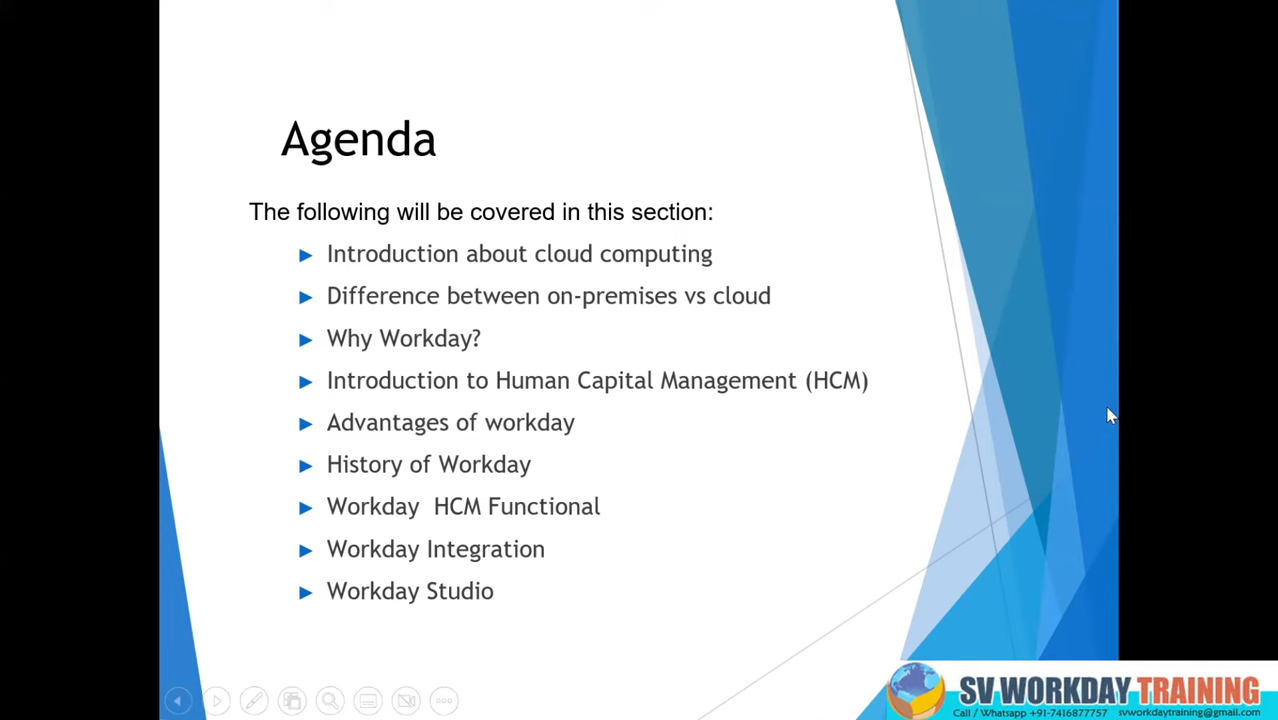 Agenda
The following will be covered in this section:
Introduction about cloud computing
Difference between on-premises vs cloud
Why Workday?
Introduction to Human Capital Management (HCM)
Advantages of workday
History of Workday
Workday  HCM Functional
Workday Integration
Workday Studio
SV WORKDAY TRAINING
Call / Whatsapp +91-7416877757 svworkdaytraining@gmail.com